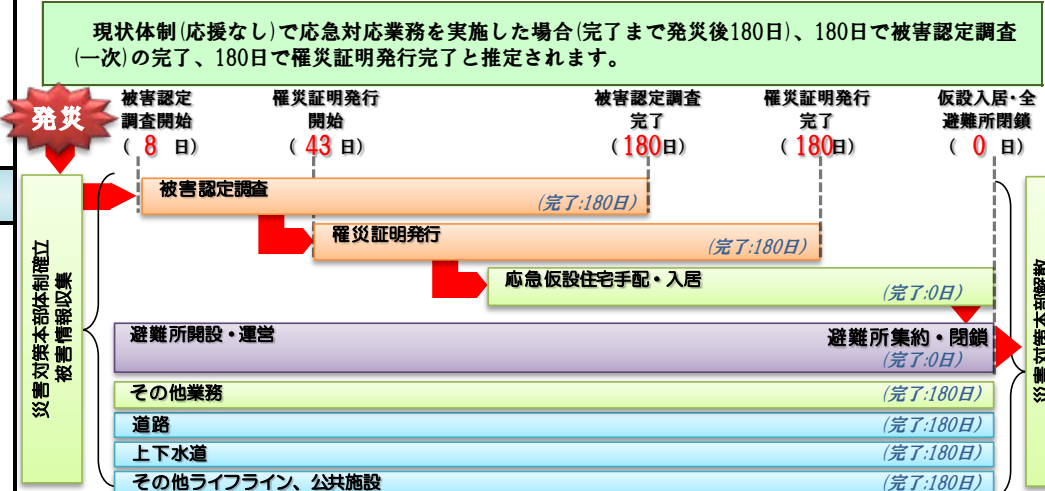 現状体制(応援なし)で応急対応業務を実施した場合(完了まで発災後180日)、180日で被害認定調査
(一次)の完了、180日で罹災証明発行完了と推定されます。
発災
被害認定
調査開始
( 8 日)
罹災証明発行
開始
( 43 日)
被害認定調査
完了
(180日)
罹災証明発行
完了
(180日)
仮設入居・全
避難所閉鎖
( 0 日)
災害対策本部体制確立
被害情報収集
被害認定調査
(完了:180日)
罹災証明発行
(完了:180日)
応急仮設住宅手配・入居
(完了:0日)
避難所開設・運営
避難所集約・閉鎖
(完了:0日)
その他業務
(完了:180日)
道路
(完了:180日)
上下水道
(完了:180日)
その他ライフライン、公共施設
(完了:180日)
災害対策本部解散